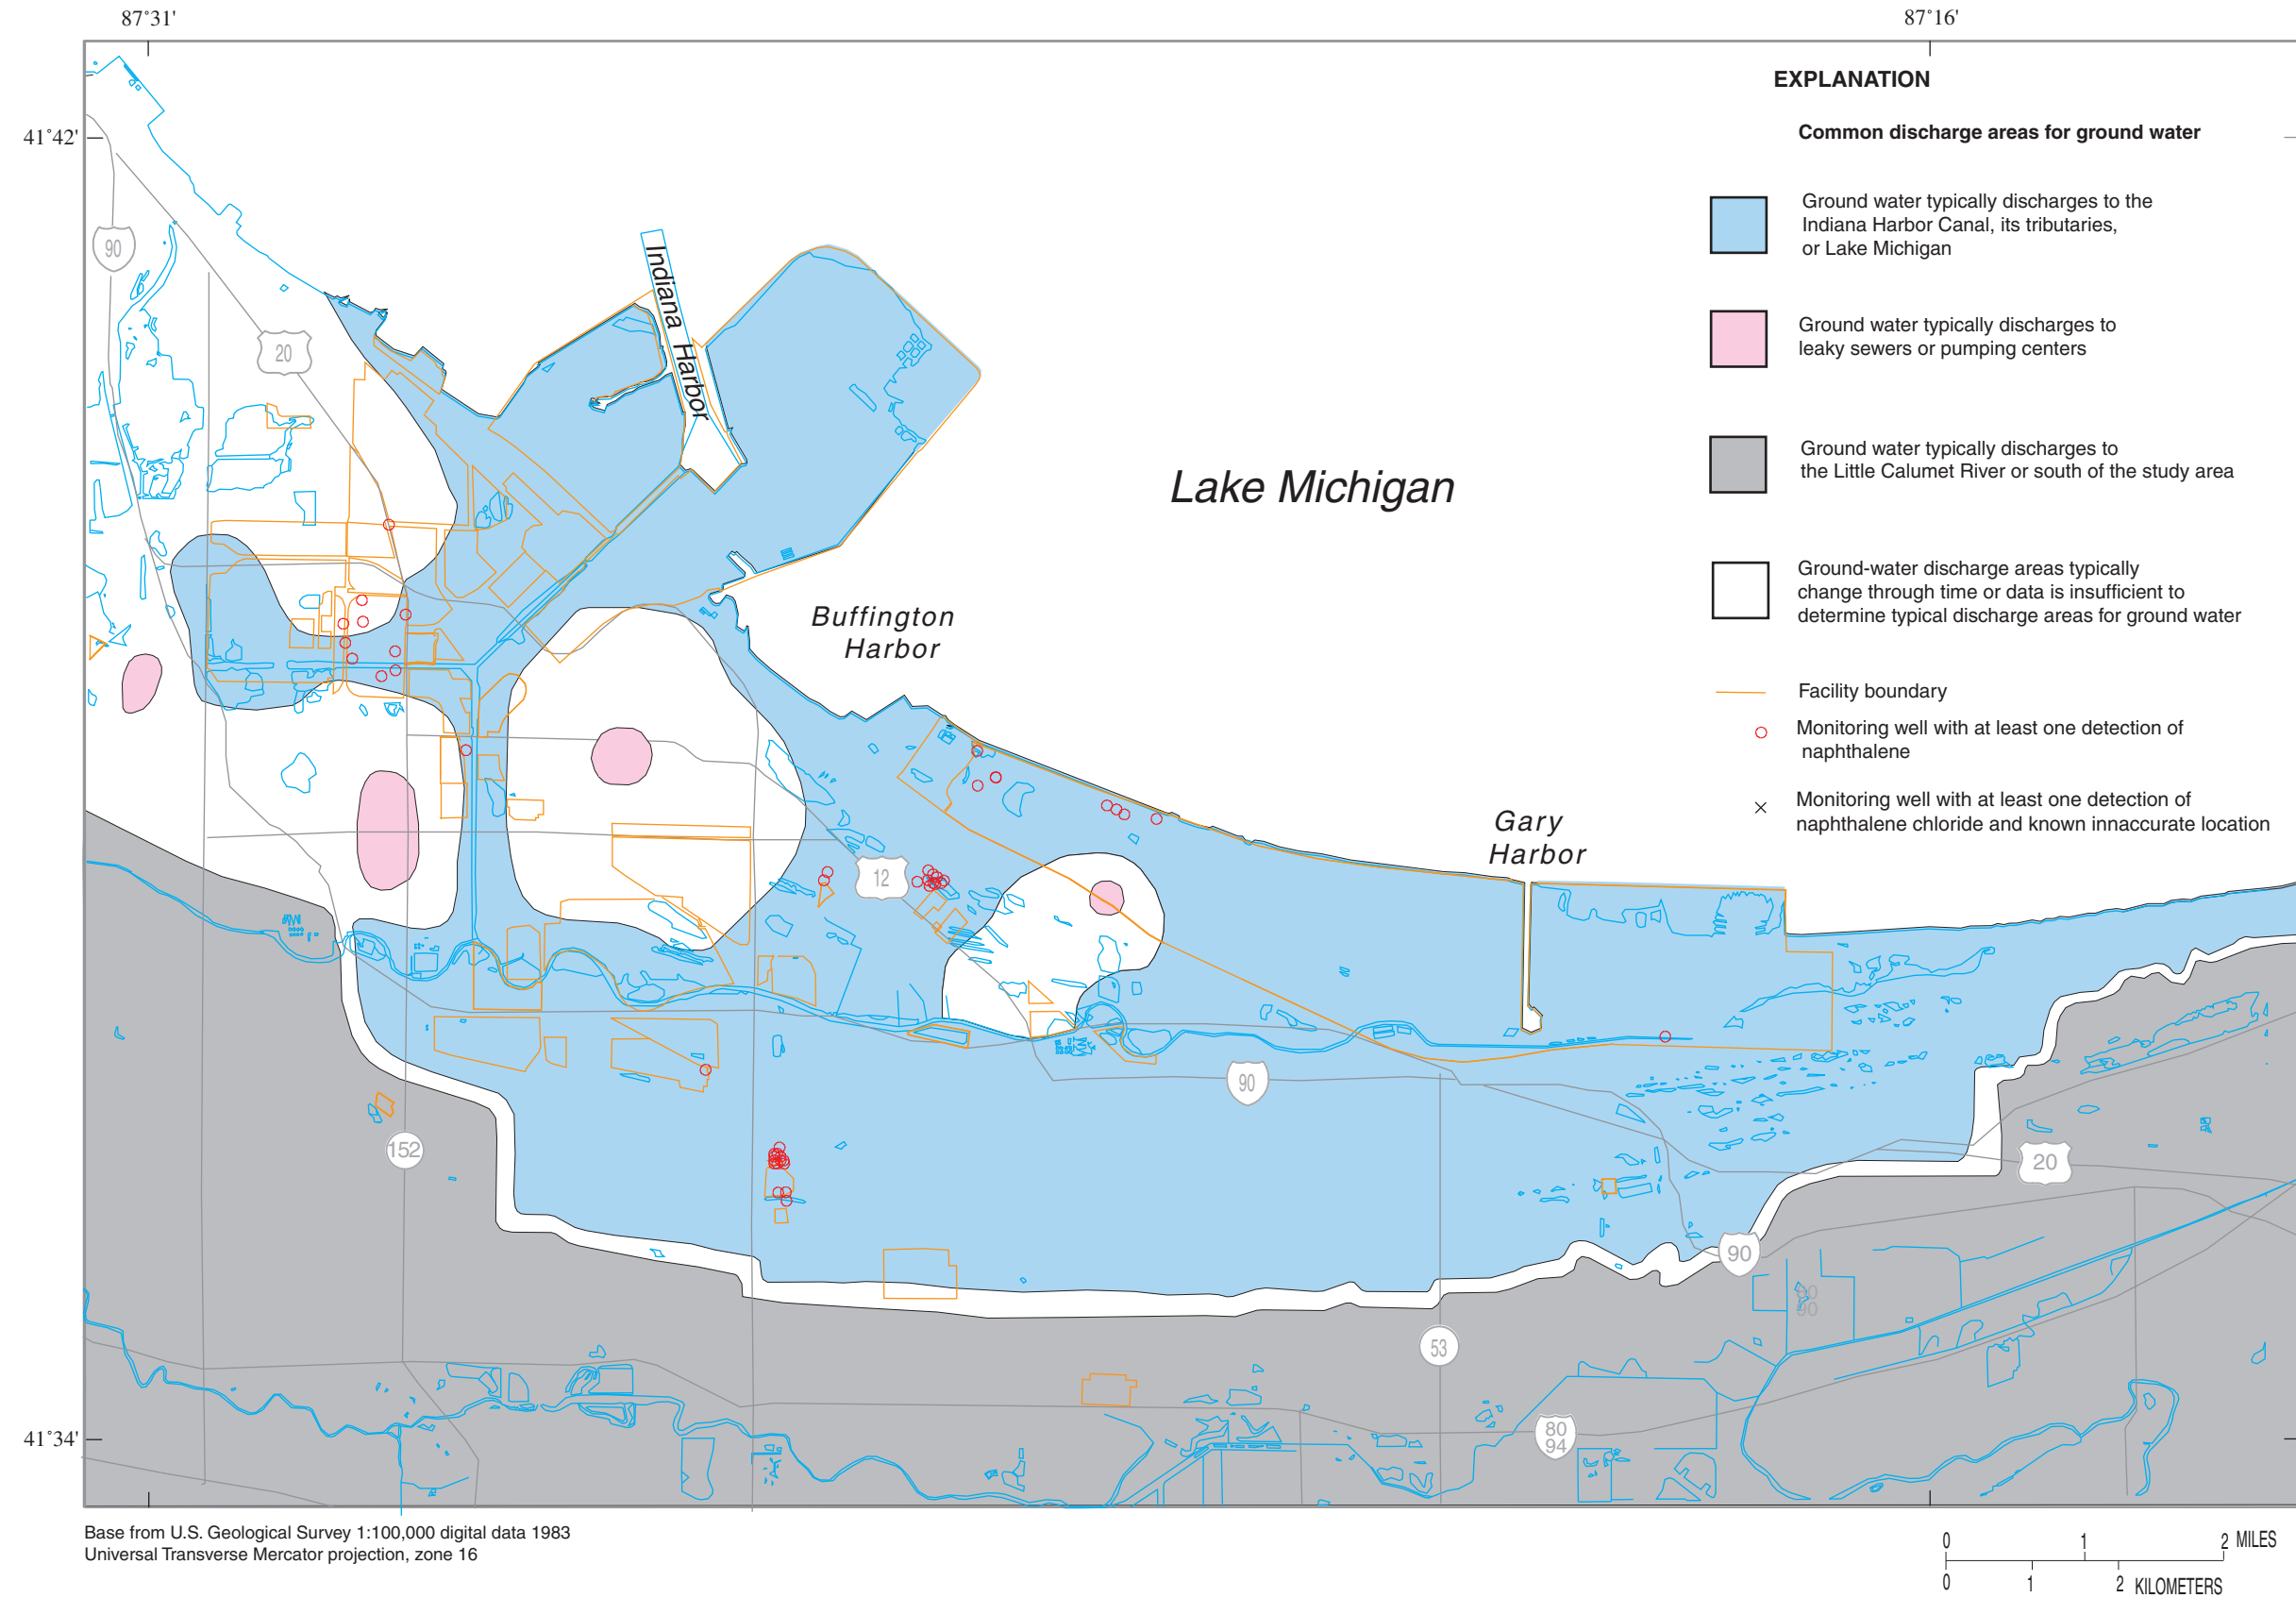 87°31'
87°16'
41°42'
41°34'
EXPLANATION
Common discharge areas for ground water
Ground water typically discharges to the
Indiana Harbor Canal, its tributaries,
or Lake Michigan
Ground water typically discharges to
leaky sewers or pumping centers
Ground water typically discharges to
the Little Calumet River or south of the study area
Ground-water discharge areas typically
change through time or data is insufficient to
determine typical discharge areas for ground water
Facility boundary
Monitoring well with at least one detection of
naphthalene
Monitoring well with at least one detection of
naphthalene chloride and known innaccurate location
90
20
Indiana Harbor
Lake Michigan
Buffington
Harbor
Gary
Harbor
12
90
152
20
90
90
90
53
80
94
Base from U.S. Geological Survey 1:100,000 digital data 1983
Universal Transverse Mercator projection, zone 16
0 1 2 MILES
0 1 2 KILOMETERS